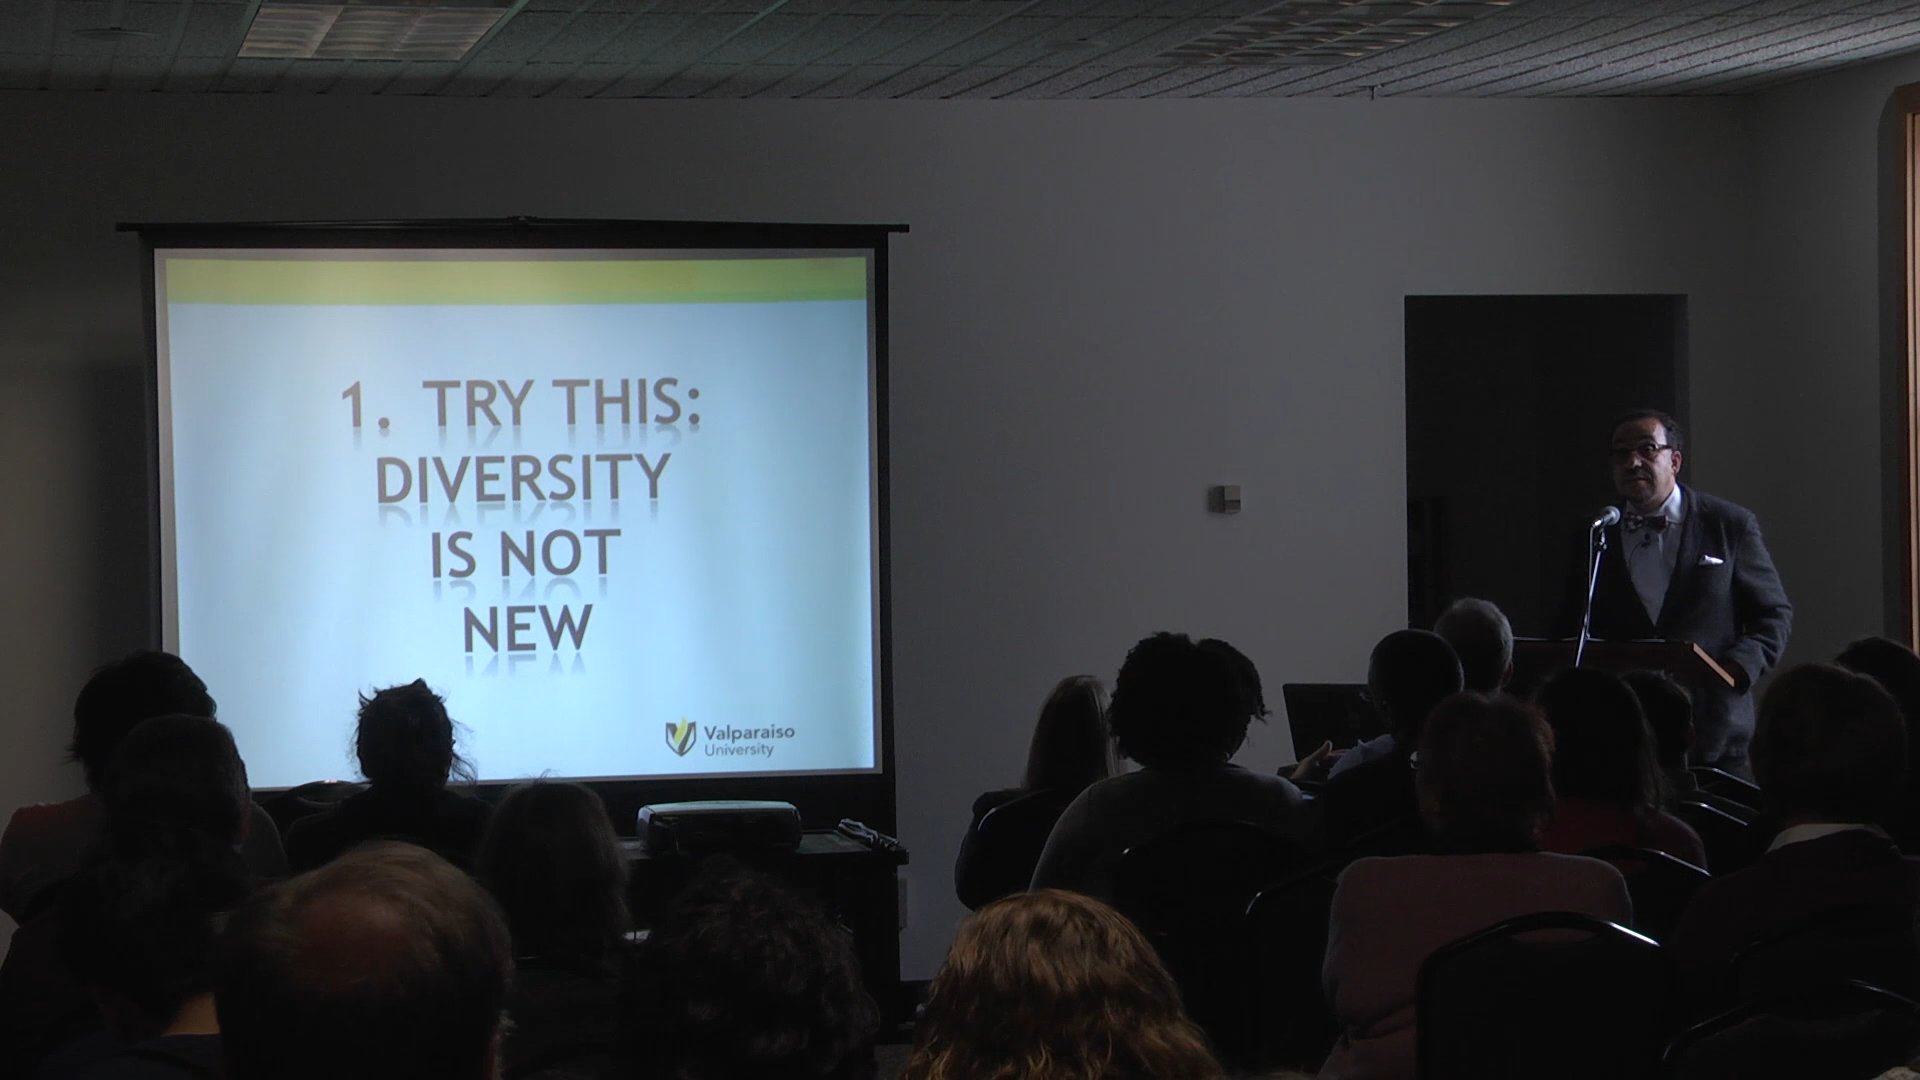 1. TRY THIS:
DIVERSITY
IS NOT
NEW
Valparaiso
University